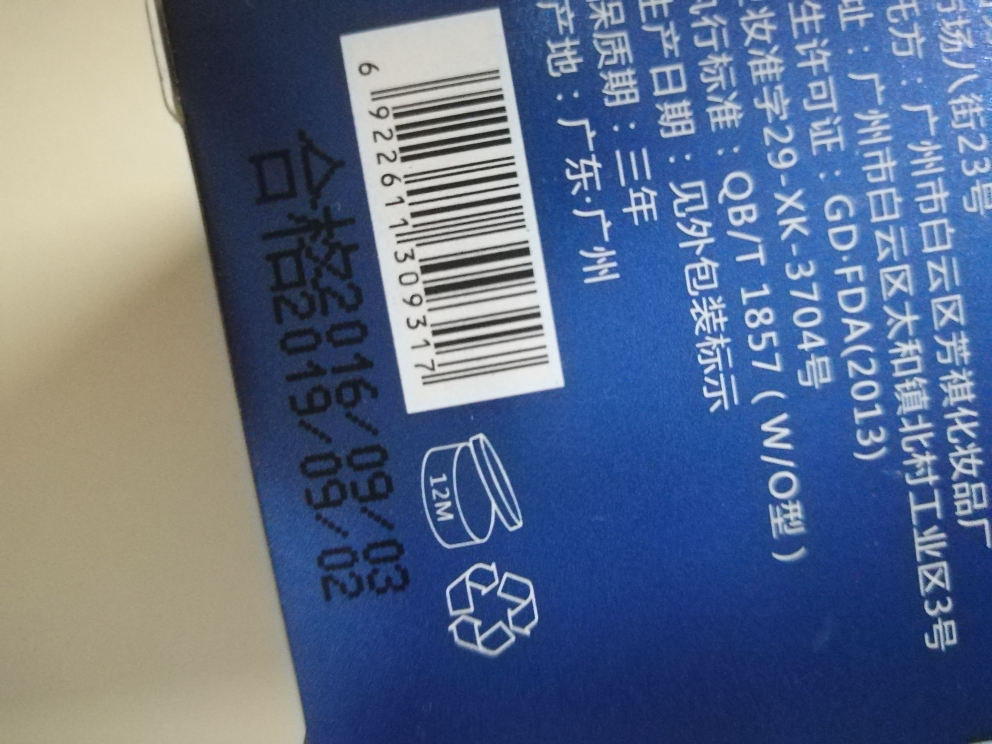 市场八街23号
托方：广州市白云区芳祺化妆品厂
址：广州市白云区太和镇北村工业区3号
生许可证：GD·FDA(2013)
妆准字29-XK-3704号
执行标准：QB/T 1857（W/O型）
生产日期：见外包装标示
保质期：三年
产地：广东·广州
6 922611 309317
12M
合格2016/09/03
合格2019/09/02